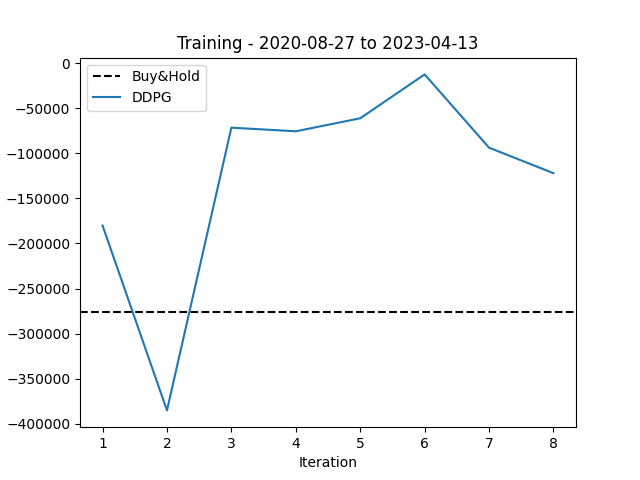 Training - 2020-08-27 to 2023-04-13
Buy&Hold
DDPG
0
−50000
−100000
−150000
−200000
−250000
−300000
−350000
−400000
1 2 3 4 5 6 7 8
Iteration